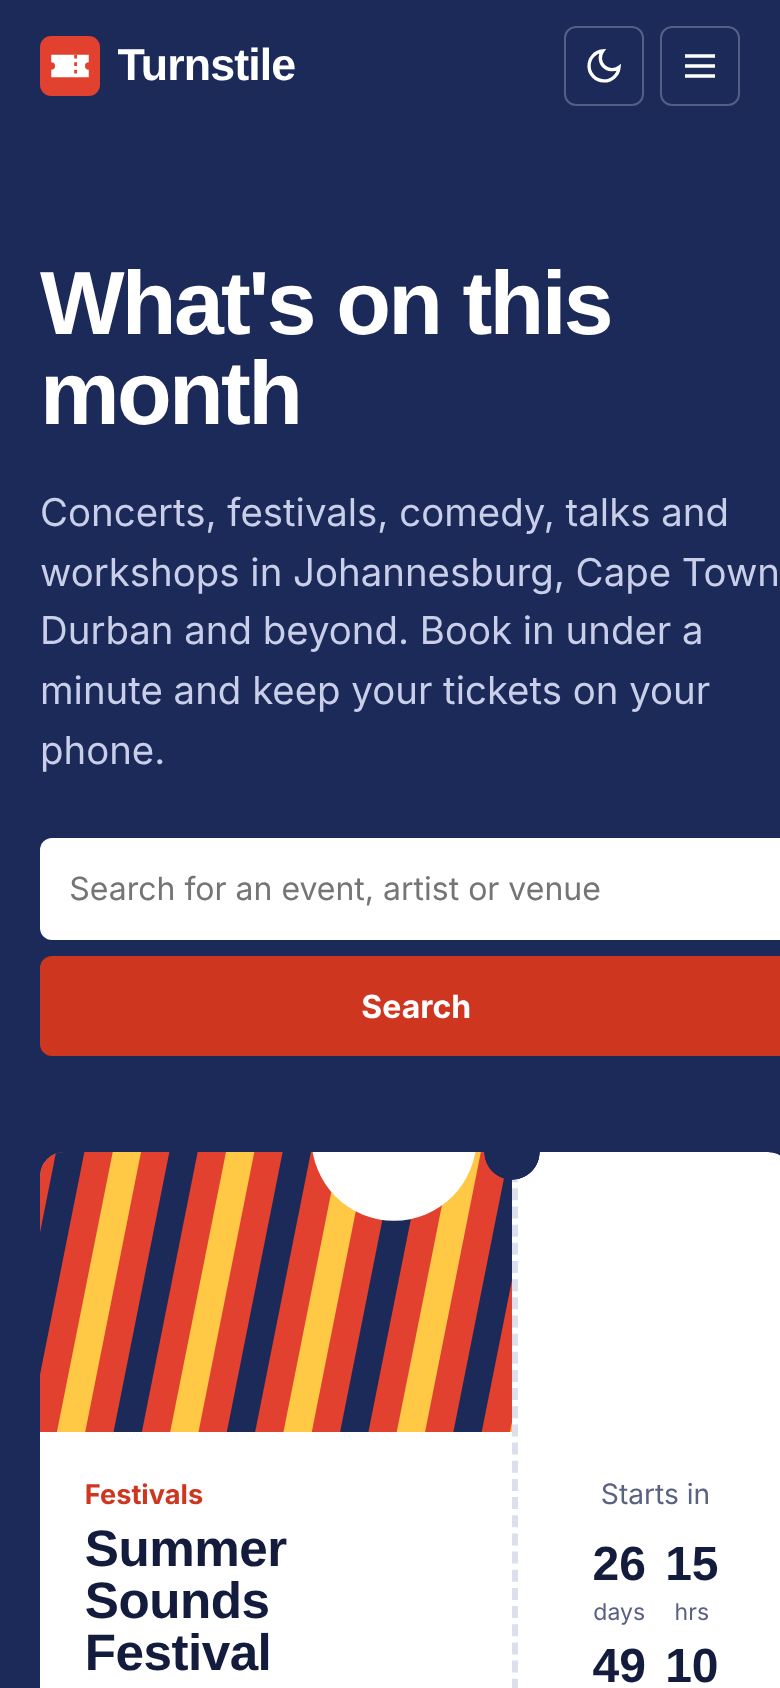 Turnstile
What's on this
month
Concerts, festivals, comedy, talks and
workshops in Johannesburg, Cape Town
Durban and beyond. Book in under a
minute and keep your tickets on your
phone.
Search for an event, artist or venue
Search
Festivals
Summer
Sounds
Festival
Starts in
26 15
days hrs
49 10